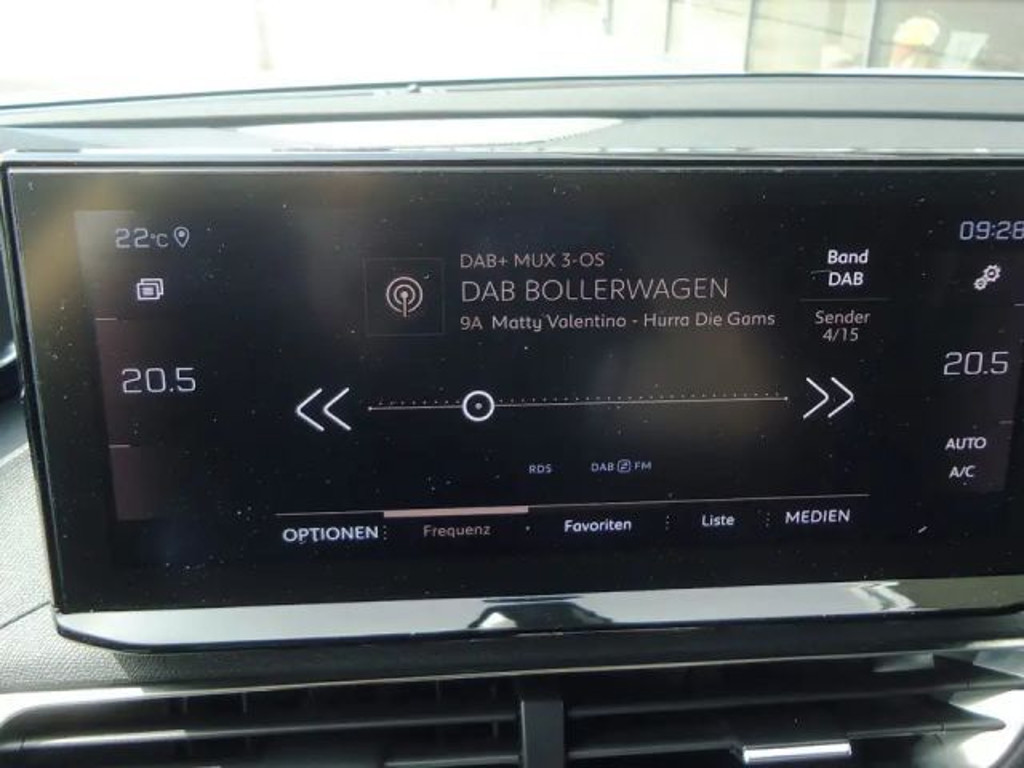 22°C
09:28
DAB+ MUX 3-OS
DAB BOLLERWAGEN
9A Matty Valentino - Hurra Die Gams
Band
DAB
Sender
4/15
20.5
20.5
RDS
DAB FM
AUTO
A/C
OPTIONEN
Frequenz
Favoriten
Liste
MEDIEN